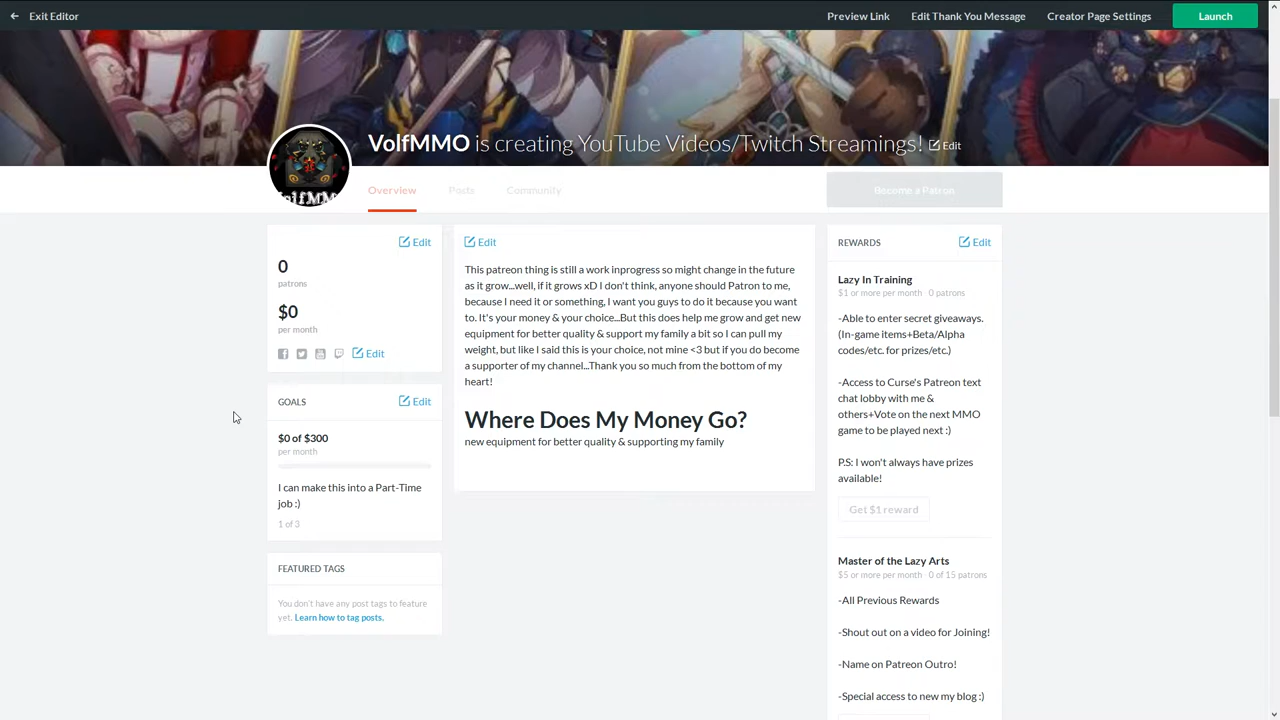 Exit Editor
Preview Link
Edit Thank You Message
Creator Page Settings
Launch
VolfMMO is creating YouTube Videos/Twitch Streamings! Edit
Overview
Posts
Community
Become a Patron
Edit
0
patrons
$0
per month
Edit
GOALS
Edit
$0 of $300
per month
I can make this into a Part-Time
job :)
1 of 3
FEATURED TAGS
You don't have any post tags to feature
yet. Learn how to tag posts.
Edit
This patreon thing is still a work inprogress so might change in the future
as it grow...well, if it grows xD I don't think, anyone should Patron to me,
because I need it or something, I want you guys to do it because you want
to. It's your money & your choice...But this does help me grow and get new
equipment for better quality & support my family a bit so I can pull my
weight, but like I said this is your choice, not mine <3 but if you do become
a supporter of my channel...Thank you so much from the bottom of my
heart!
Where Does My Money Go?
new equipment for better quality & supporting my family
REWARDS
Edit
Lazy In Training
$1 or more per month · 0 patrons
-Able to enter secret giveaways.
(In-game items+Beta/Alpha
codes/etc. for prizes/etc.)
-Access to Curse's Patreon text
chat lobby with me &
others+Vote on the next MMO
game to be played next :)
P.S: I won't always have prizes
available!
Get $1 reward
Master of the Lazy Arts
$5 or more per month · 0 of 15 patrons
-All Previous Rewards
-Shout out on a video for Joining!
-Name on Patreon Outro!
-Special access to new my blog :)